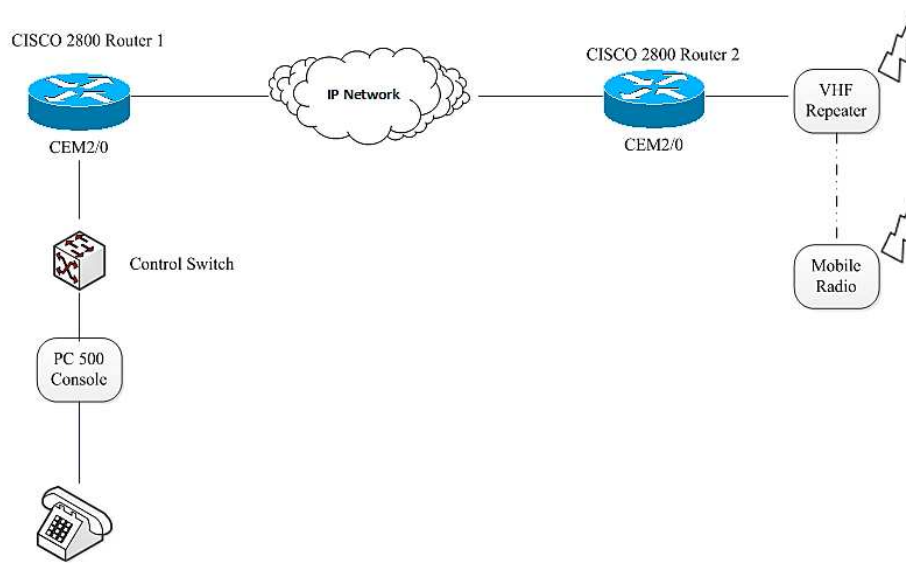 CISCO 2800 Router 1
CISCO 2800 Router 2
IP Network
VHF
Repeater
CEM2/0
CEM2/0
Control Switch
Mobile
Radio
PC 500
Console